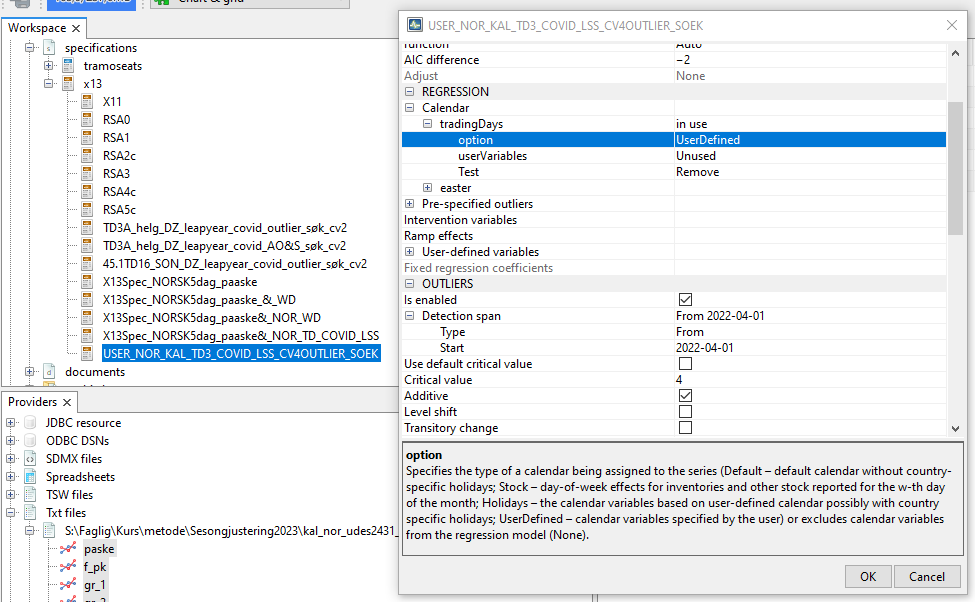 Chart & grid
Workspace
specifications
tramoseats
x13
X11
RSA0
RSA1
RSA2c
RSA3
RSA4c
RSA5c
TD3A_helg_DZ_leapyear_covid_outlier_søk_cv2
TD3A_helg_DZ_leapyear_covid_AO&S_søk_cv2
45.1TD16_SON_DZ_leapyear_covid_outlier_søk_cv2
X13Spec_NORSK5dag_paaske
X13Spec_NORSK5dag_paaske_&_WD
X13Spec_NORSK5dag_paaske&_NOR_WD
X13Spec_NORSK5dag_paaske&_NOR_TD_COVID_LSS
USER_NOR_KAL_TD3_COVID_LSS_CV4OUTLIER_SOEK
documents
Providers
JDBC resource
ODBC DSNs
SDMX files
Spreadsheets
TSW files
Txt files
S:\Faglig\Kurs\metode\Sesongjustering2023\kal_nor_udes2431_
paske
f_pk
gr_1
USER_NOR_KAL_TD3_COVID_LSS_CV4OUTLIER_SOEK
function Auto
AIC difference −2
Adjust None
REGRESSION
Calendar
tradingDays in use
option UserDefined
userVariables Unused
Test Remove
easter
Pre-specified outliers
Intervention variables
Ramp effects
User-defined variables
Fixed regression coefficients
OUTLIERS
Is enabled
Detection span From 2022-04-01
Type From
Start 2022-04-01
Use default critical value
Critical value 4
Additive
Level shift
Transitory change
option
Specifies the type of a calendar being assigned to the series (Default – default calendar without country-
specific holidays; Stock – day-of-week effects for inventories and other stock reported for the w-th day
of the month; Holidays – the calendar variables based on user-defined calendar possibly with country
specific holidays; UserDefined – calendar variables specified by the user) or excludes calendar variables
from the regression model (None).
OK Cancel